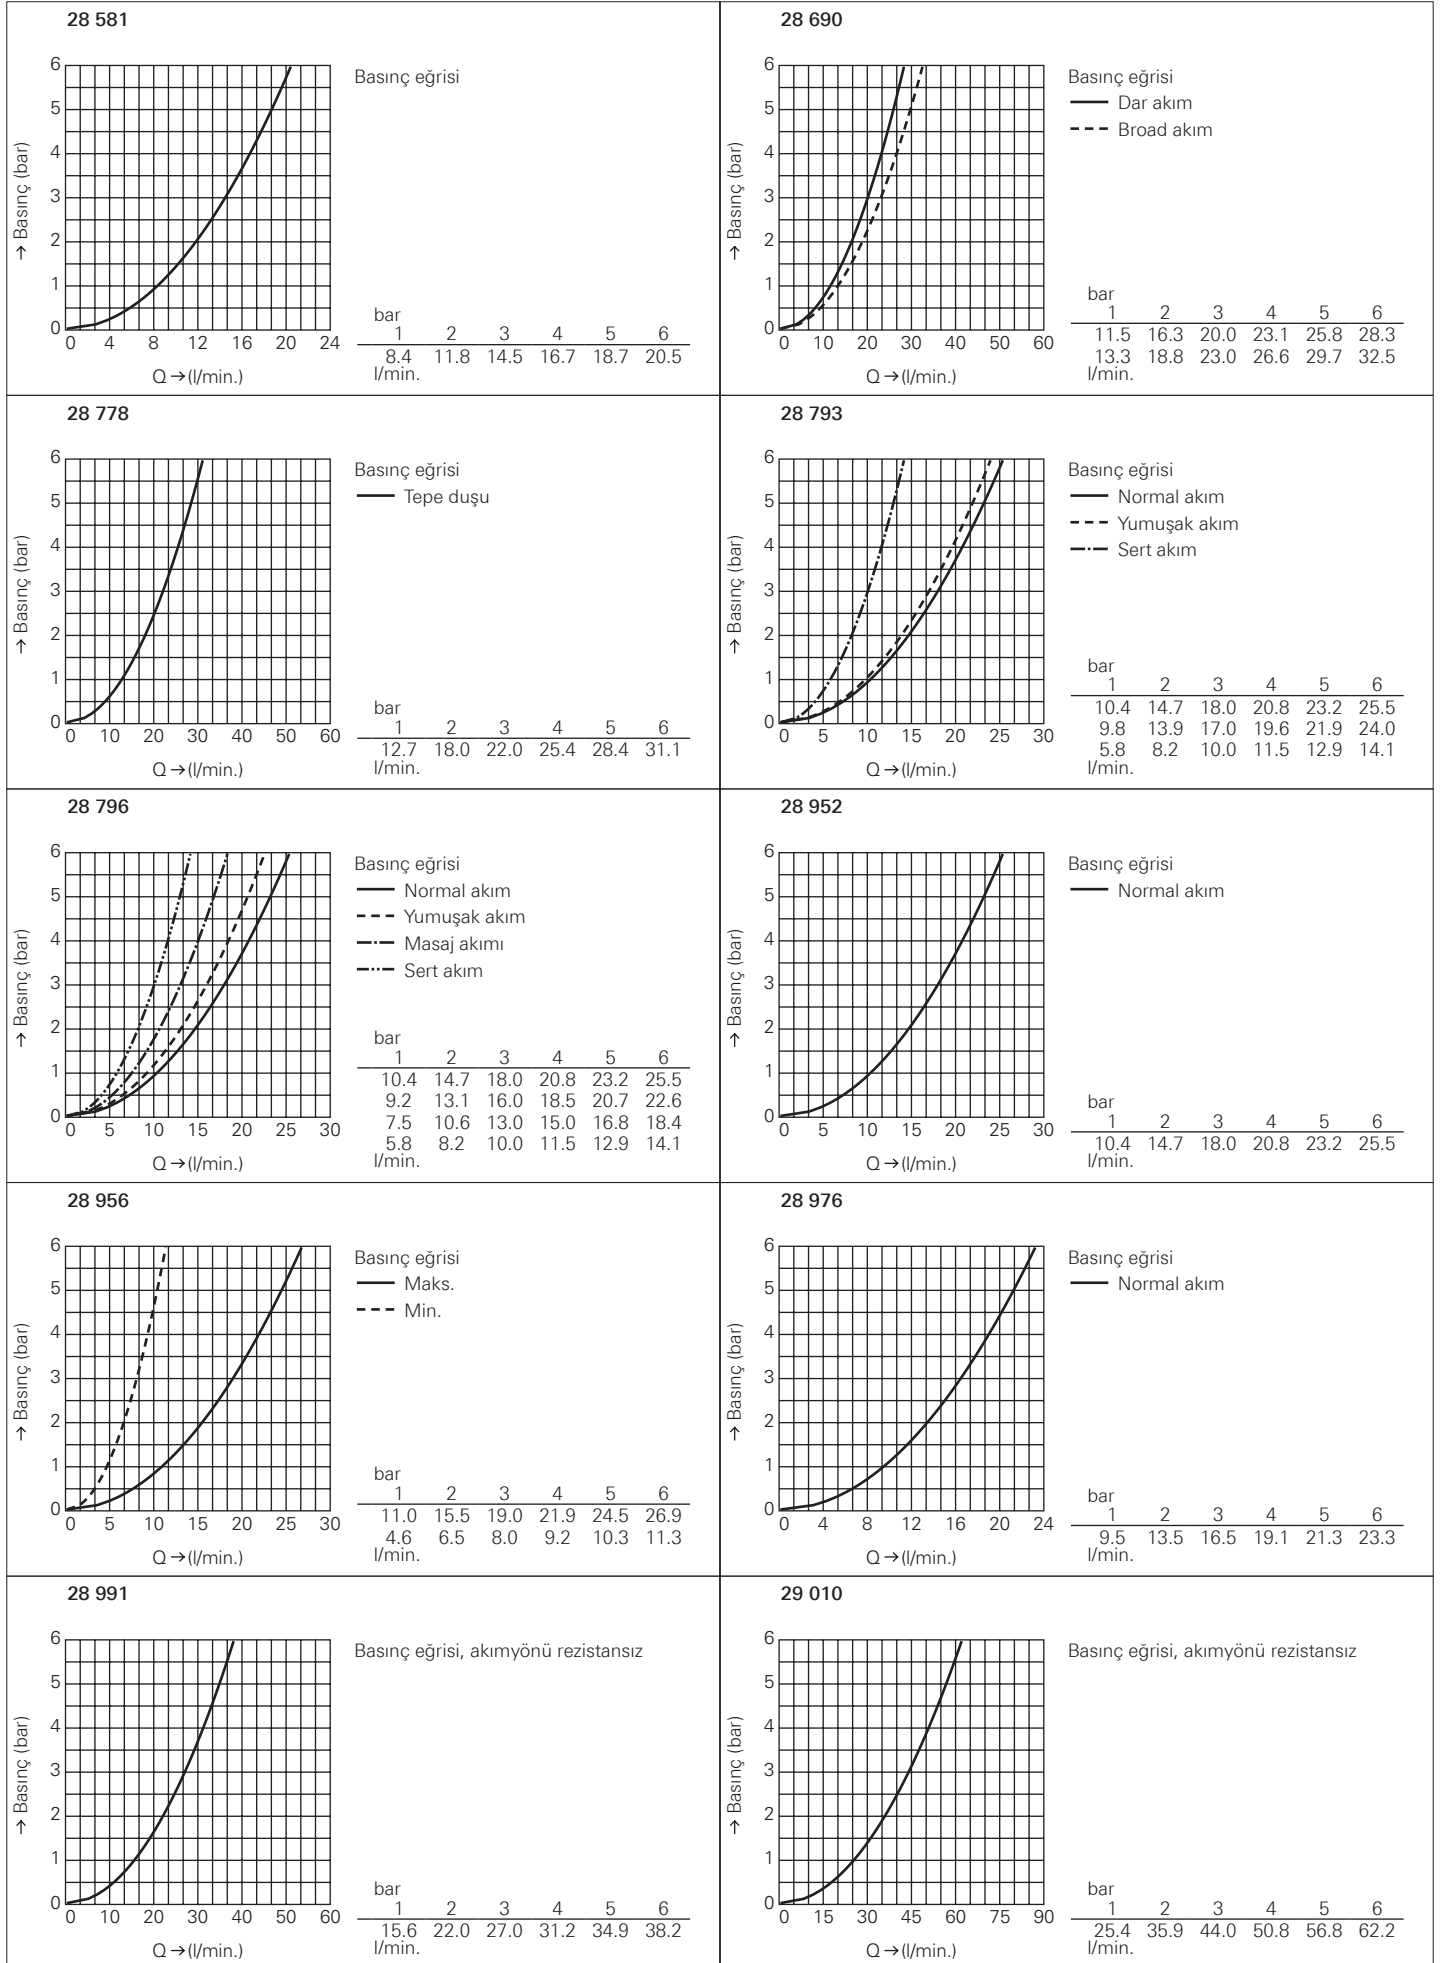 28 581
6
5
4
3
2
1
0
0 4 8 12 16 20 24
→ Basınç (bar)
Q → (l/min.)
Basınç eğrisi
bar
1 2 3 4 5 6
8.4 11.8 14.5 16.7 18.7 20.5
l/min.
28 690
6
5
4
3
2
1
0
0 10 20 30 40 50 60
→ Basınç (bar)
Q → (l/min.)
Basınç eğrisi
Dar akım
Broad akım
bar
1 2 3 4 5 6
11.5 16.3 20.0 23.1 25.8 28.3
13.3 18.8 23.0 26.6 29.7 32.5
l/min.
28 778
6
5
4
3
2
1
0
0 10 20 30 40 50 60
→ Basınç (bar)
Q → (l/min.)
Basınç eğrisi
Tepe duşu
bar
1 2 3 4 5 6
12.7 18.0 22.0 25.4 28.4 31.1
l/min.
28 793
6
5
4
3
2
1
0
0 5 10 15 20 25 30
→ Basınç (bar)
Q → (l/min.)
Basınç eğrisi
Normal akım
Yumuşak akım
Sert akım
bar
1 2 3 4 5 6
10.4 14.7 18.0 20.8 23.2 25.5
9.8 13.9 17.0 19.6 21.9 24.0
5.8 8.2 10.0 11.5 12.9 14.1
l/min.
28 796
6
5
4
3
2
1
0
0 5 10 15 20 25 30
→ Basınç (bar)
Q → (l/min.)
Basınç eğrisi
Normal akım
Yumuşak akım
Masaj akımı
Sert akım
bar
1 2 3 4 5 6
10.4 14.7 18.0 20.8 23.2 25.5
9.2 13.1 16.0 18.5 20.7 22.6
7.5 10.6 13.0 15.0 16.8 18.4
5.8 8.2 10.0 11.5 12.9 14.1
l/min.
28 952
6
5
4
3
2
1
0
0 5 10 15 20 25 30
→ Basınç (bar)
Q → (l/min.)
Basınç eğrisi
Normal akım
bar
1 2 3 4 5 6
10.4 14.7 18.0 20.8 23.2 25.5
l/min.
28 956
6
5
4
3
2
1
0
0 5 10 15 20 25 30
→ Basınç (bar)
Q → (l/min.)
Basınç eğrisi
Maks.
Min.
bar
1 2 3 4 5 6
11.0 15.5 19.0 21.9 24.5 26.9
4.6 6.5 8.0 9.2 10.3 11.3
l/min.
28 976
6
5
4
3
2
1
0
0 4 8 12 16 20 24
→ Basınç (bar)
Q → (l/min.)
Basınç eğrisi
Normal akım
bar
1 2 3 4 5 6
9.5 13.5 16.5 19.1 21.3 23.3
l/min.
28 991
6
5
4
3
2
1
0
0 10 20 30 40 50 60
→ Basınç (bar)
Q → (l/min.)
Basınç eğrisi, akımyönü rezistansız
bar
1 2 3 4 5 6
15.6 22.0 27.0 31.2 34.9 38.2
l/min.
29 010
6
5
4
3
2
1
0
0 15 30 45 60 75 90
→ Basınç (bar)
Q → (l/min.)
Basınç eğrisi, akımyönü rezistansız
bar
1 2 3 4 5 6
25.4 35.9 44.0 50.8 56.8 62.2
l/min.